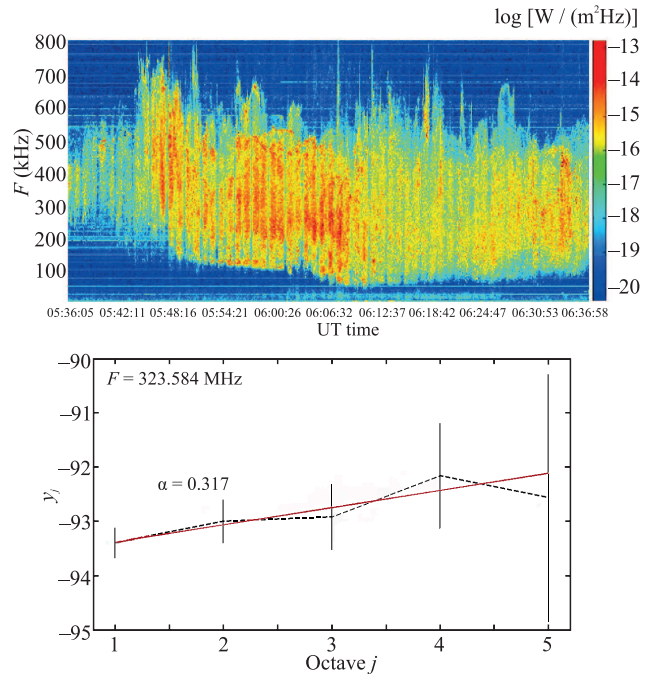 log [W / (m²Hz)]
800
700
600
500
400
300
200
100
F (kHz)
–13
–14
–15
–16
–17
–18
–19
–20
05:36:05 05:42:11 05:48:16 05:54:21 06:00:26 06:06:32 06:12:37 06:18:42 06:24:47 06:30:53 06:36:58
UT time
–90
–91
–92
–93
–94
–95
y_j
F = 323.584 MHz
α = 0.317
1 2 3 4 5
Octave j